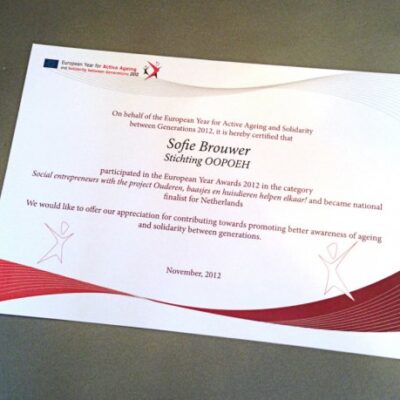 European Year for Active Ageing
and Solidarity between Generations 2012
On behalf of the European Year for Active Ageing and Solidarity
between Generations 2012, it is hereby certified that
Sofie Brouwer
Stichting OOPOEH
participated in the European Year Awards 2012 in the category
Social entrepreneurs with the project Ouderen, baasjes en huisdieren helpen elkaar! and became national
finalist for Netherlands
We would like to offer our appreciation for contributing towards promoting better awareness of ageing
and solidarity between generations.
November, 2012